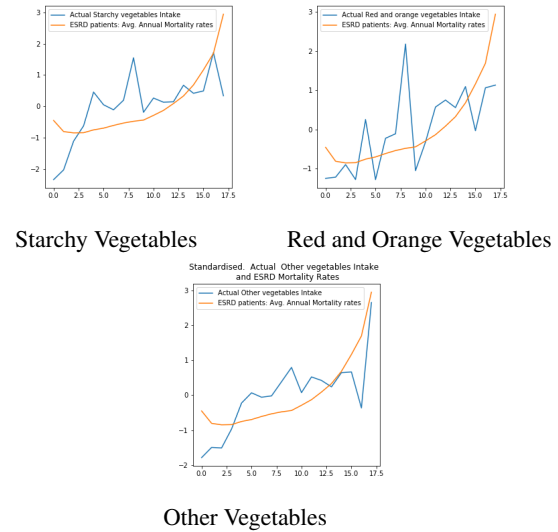 Actual Starchy vegetables Intake
ESRD patients: Avg. Annual Mortality rates
3
2
1
0
−1
−2
0.0 2.5 5.0 7.5 10.0 12.5 15.0 17.5
Starchy Vegetables
Actual Red and orange vegetables Intake
ESRD patients: Avg. Annual Mortality rates
3
2
1
0
−1
0.0 2.5 5.0 7.5 10.0 12.5 15.0 17.5
Red and Orange Vegetables
Standardised. Actual Other vegetables Intake
and ESRD Mortality Rates
Actual Other vegetables Intake
ESRD patients: Avg. Annual Mortality rates
3
2
1
0
−1
−2
0.0 2.5 5.0 7.5 10.0 12.5 15.0 17.5
Other Vegetables